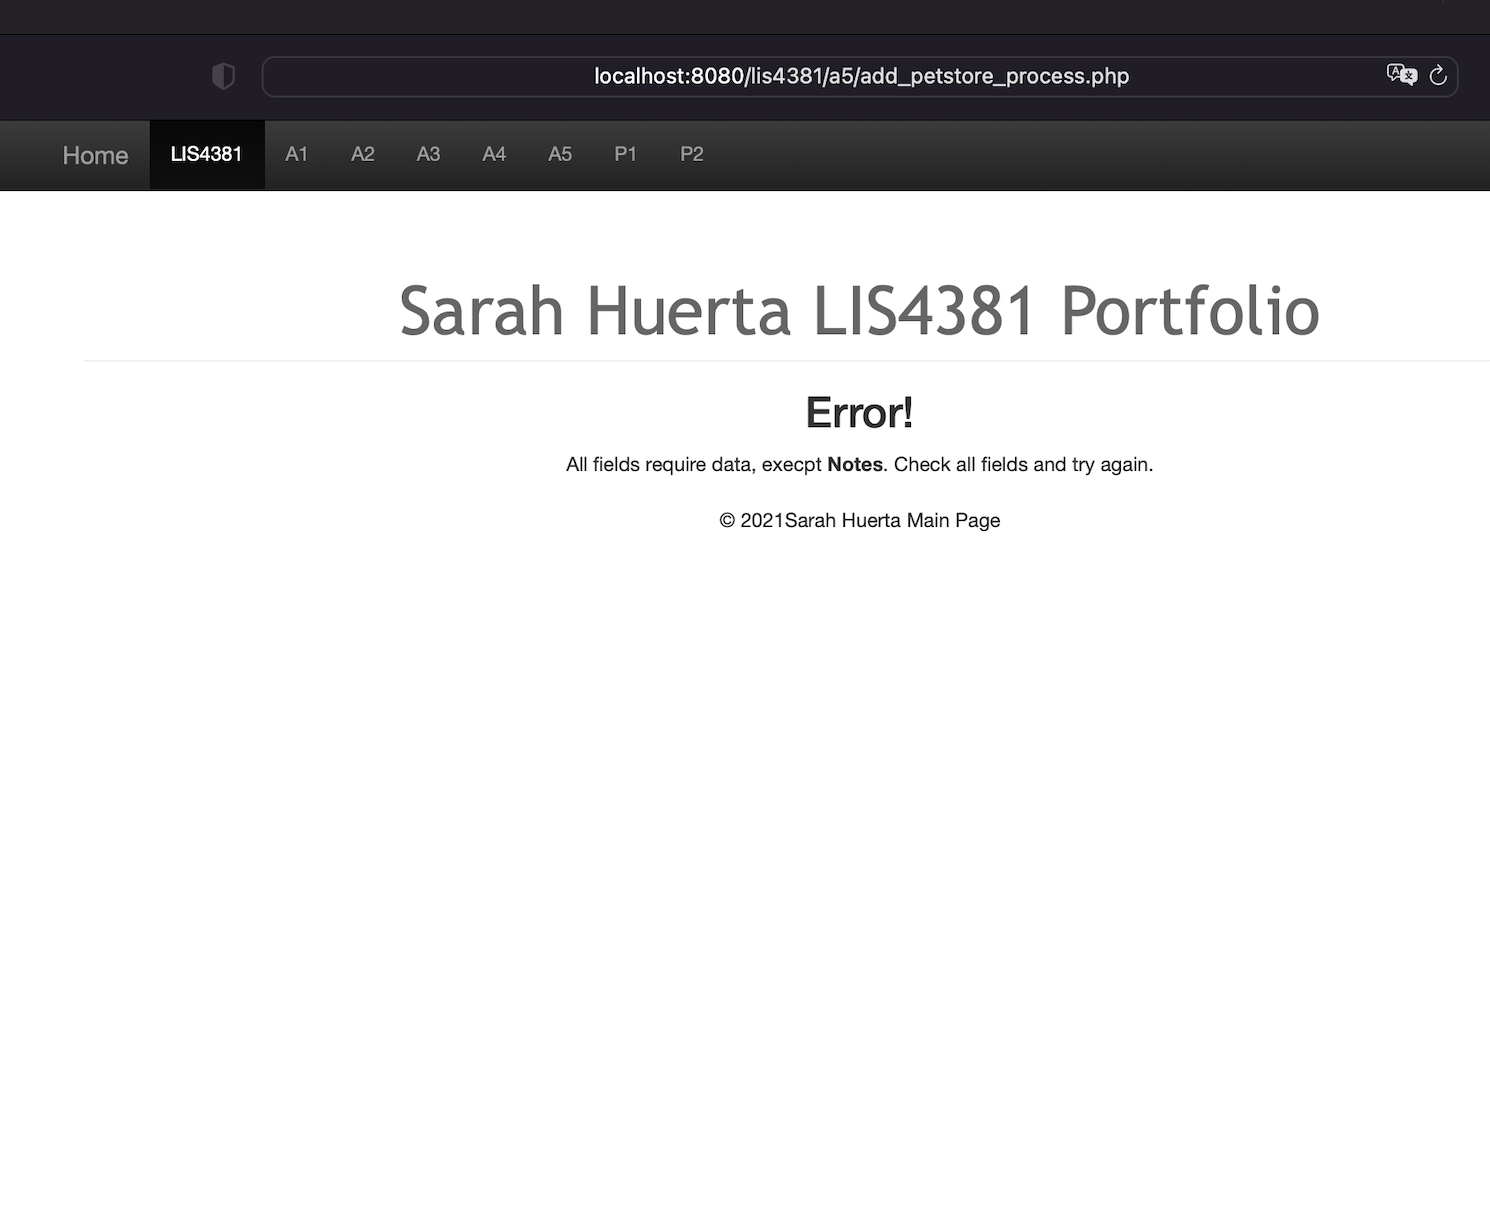 localhost:8080/lis4381/a5/add_petstore_process.php
Home LIS4381 A1 A2 A3 A4 A5 P1 P2
Sarah Huerta LIS4381 Portfolio
Error!
All fields require data, execpt Notes. Check all fields and try again.
© 2021Sarah Huerta Main Page